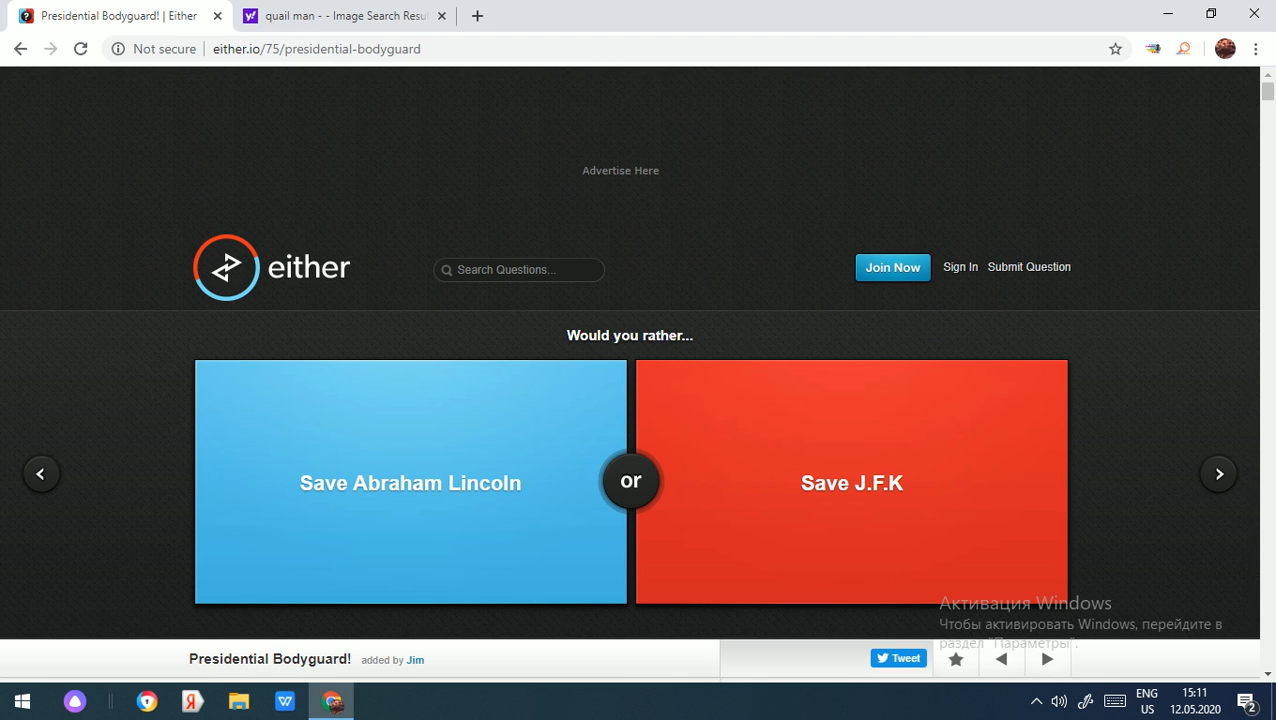 Presidential Bodyguard! | Either
quail man - - Image Search Resu
Not secure
either.io/75/presidential-bodyguard
Advertise Here
either
Search Questions...
Join Now
Sign In
Submit Question
Would you rather...
Save Abraham Lincoln
or
Save J.F.K
Активация Windows
Чтобы активировать Windows, перейдите в
раздел "Параметры".
Presidential Bodyguard!
added by Jim
Tweet
ENG
US
15:11
12.05.2020
2